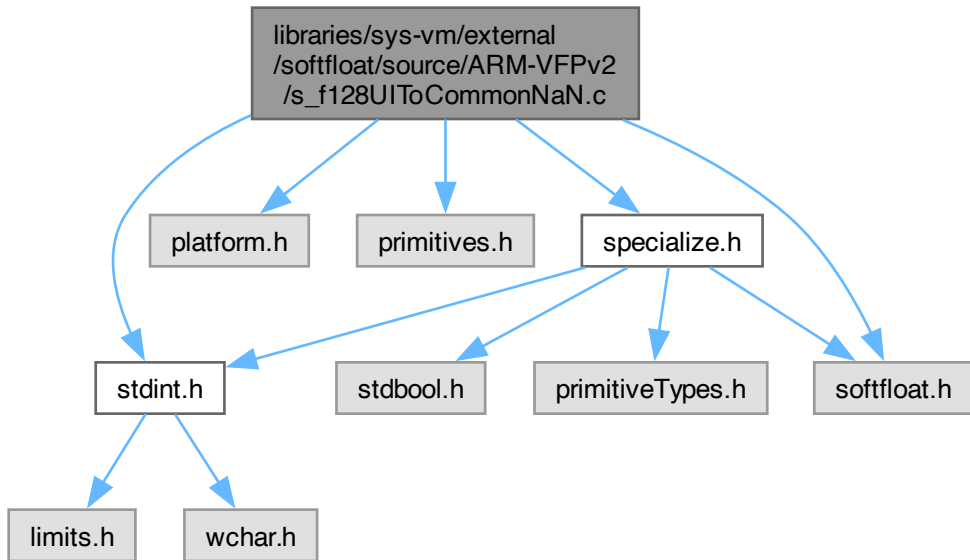 libraries/sys-vm/external
/softfloat/source/ARM-VFPv2
/s_f128UIToCommonNaN.c
platform.h
primitives.h
specialize.h
stdint.h
stdbool.h
primitiveTypes.h
softfloat.h
limits.h
wchar.h